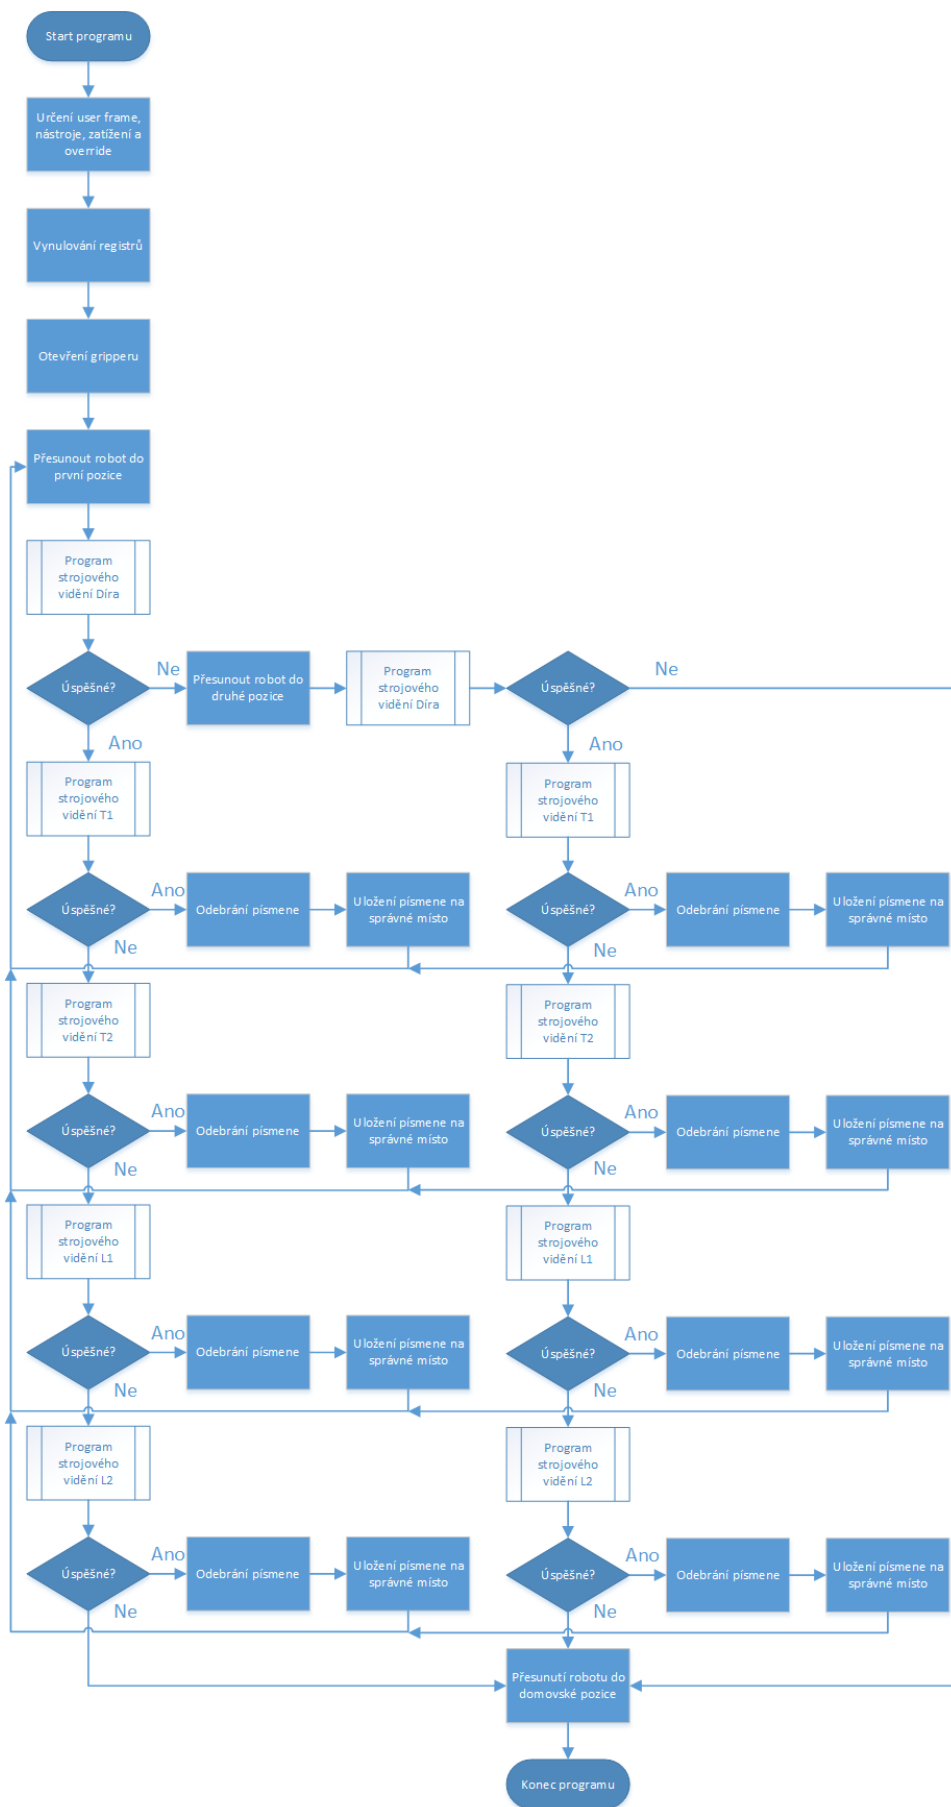 Start programu
Určení user frame,
nástroje, zatížení a
override
Vynulování registrů
Otevření gripperu
Přesunout robot do
první pozice
Program
strojového
vidění Díra
Úspěšné?
Ne
Přesunout robot do
druhé pozice
Program
strojového
vidění Díra
Úspěšné?
Ne
Ano
Ano
Program
strojového
vidění T1
Program
strojového
vidění T1
Úspěšné?
Ano
Odebrání písmene
Uložení písmene na
správné místo
Úspěšné?
Ano
Odebrání písmene
Uložení písmene na
správné místo
Ne
Ne
Program
strojového
vidění T2
Program
strojového
vidění T2
Úspěšné?
Ano
Odebrání písmene
Uložení písmene na
správné místo
Úspěšné?
Ano
Odebrání písmene
Uložení písmene na
správné místo
Ne
Ne
Program
strojového
vidění L1
Program
strojového
vidění L1
Úspěšné?
Ano
Odebrání písmene
Uložení písmene na
správné místo
Úspěšné?
Ano
Odebrání písmene
Uložení písmene na
správné místo
Ne
Ne
Program
strojového
vidění L2
Program
strojového
vidění L2
Úspěšné?
Ano
Odebrání písmene
Uložení písmene na
správné místo
Úspěšné?
Ano
Odebrání písmene
Uložení písmene na
správné místo
Ne
Ne
Přesunutí robotu do
domovské pozice
Konec programu